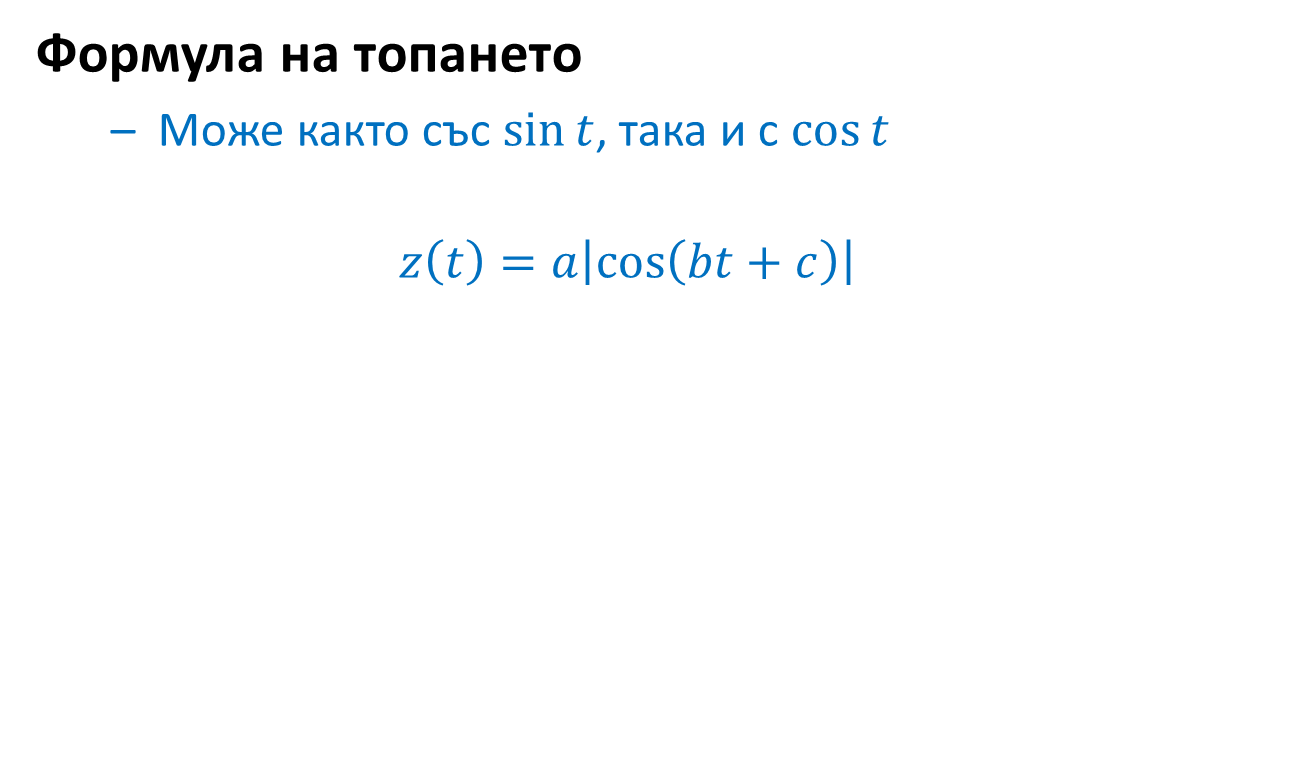 Формула на топането
– Може както със sin t, така и с cos t
z(t) = a|cos(bt + c)|